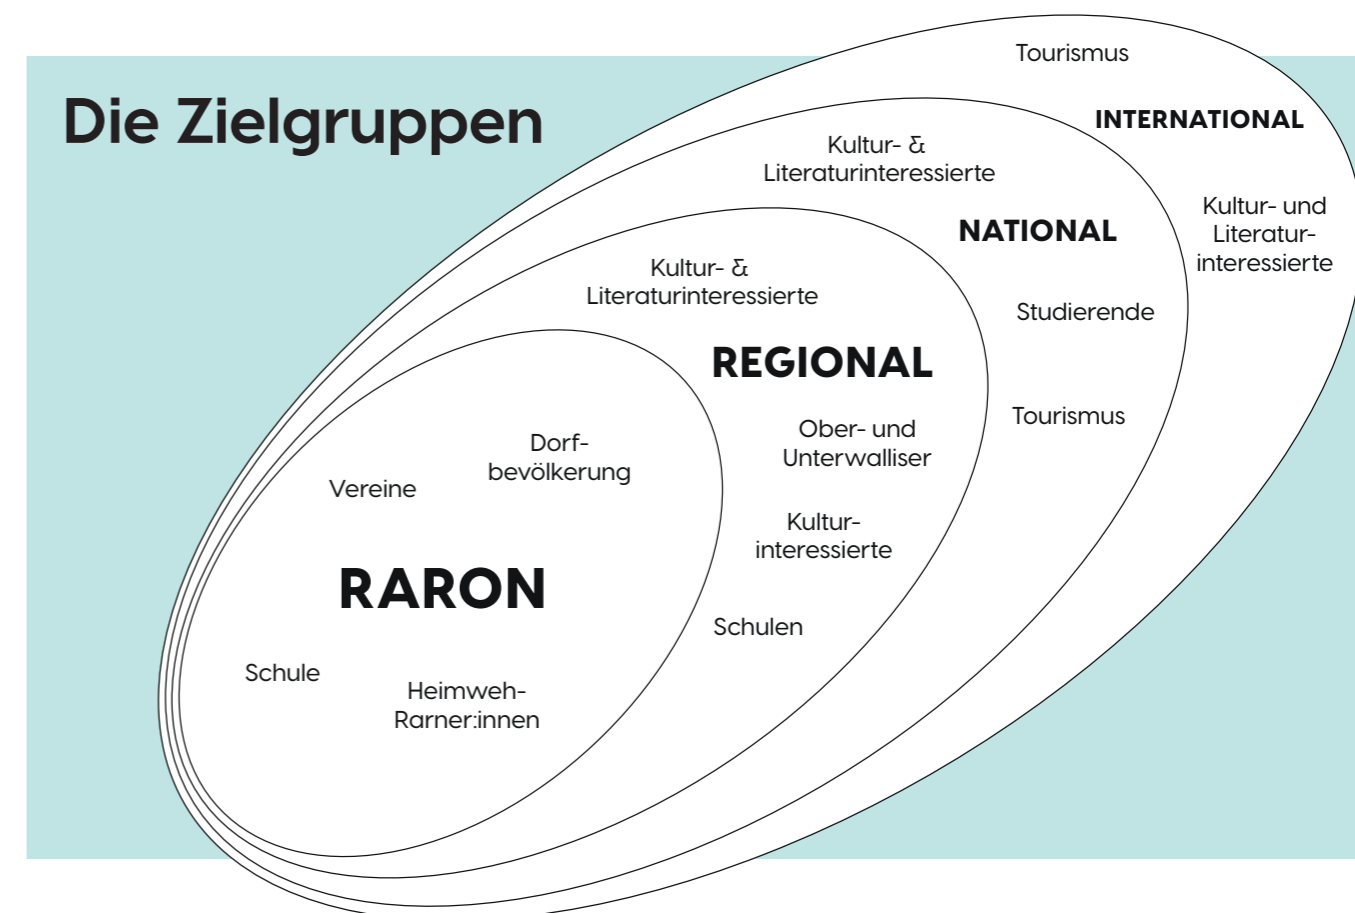 Die Zielgruppen
Tourismus
INTERNATIONAL
Kultur- und
Literatur-
interessierte
Kultur- &
Literaturinteressierte
NATIONAL
Studierende
Tourismus
Kultur- &
Literaturinteressierte
REGIONAL
Ober- und
Unterwalliser
Kultur-
interessierte
Schulen
Dorf-
bevölkerung
Vereine
RARON
Schule
Heimweh-
Rarner:innen